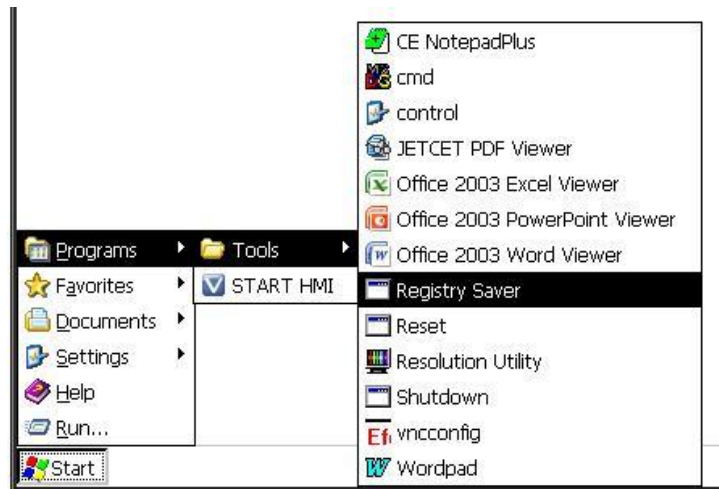 CE NotepadPlus
cmd
control
JETCET PDF Viewer
Office 2003 Excel Viewer
Office 2003 PowerPoint Viewer
Office 2003 Word Viewer
Registry Saver
Reset
Resolution Utility
Shutdown
vncconfig
Wordpad
Tools
START HMI
Programs
Favorites
Documents
Settings
Help
Run...
Start